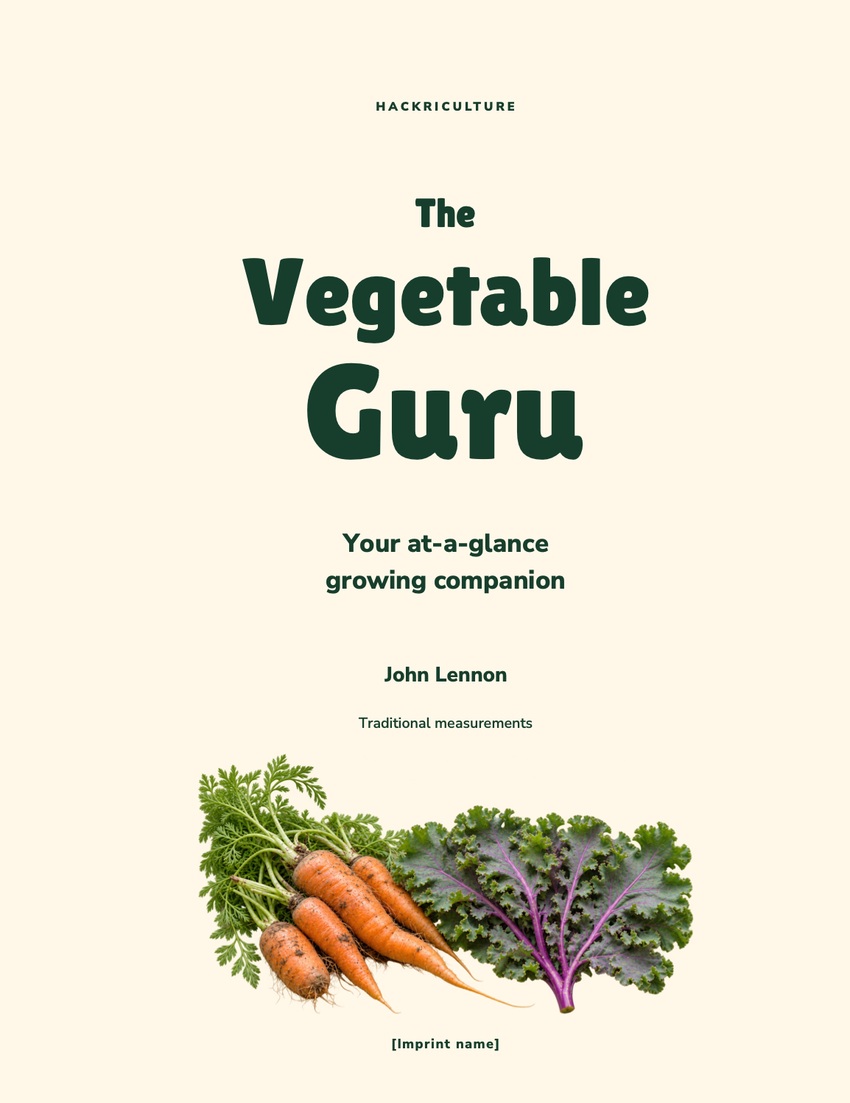 HACKRICULTURE
The
Vegetable
Guru
Your at-a-glance
growing companion
John Lennon
Traditional measurements
[Imprint name]